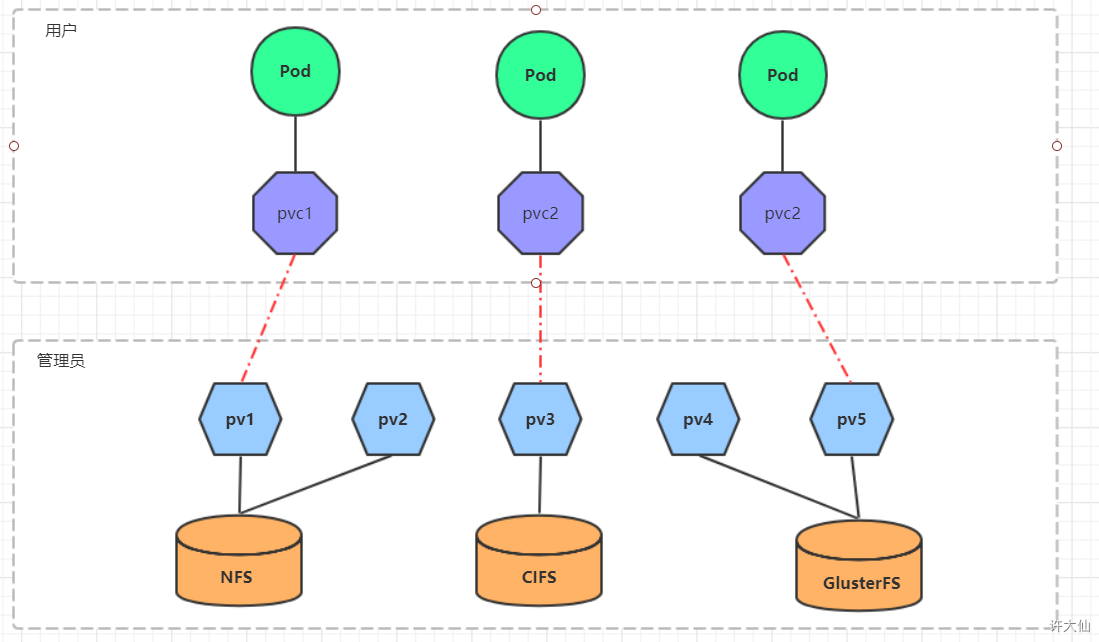 用户
Pod
Pod
Pod
pvc1
pvc2
pvc2
管理员
pv1
pv2
pv3
pv4
pv5
NFS
CIFS
GlusterFS
许大仙